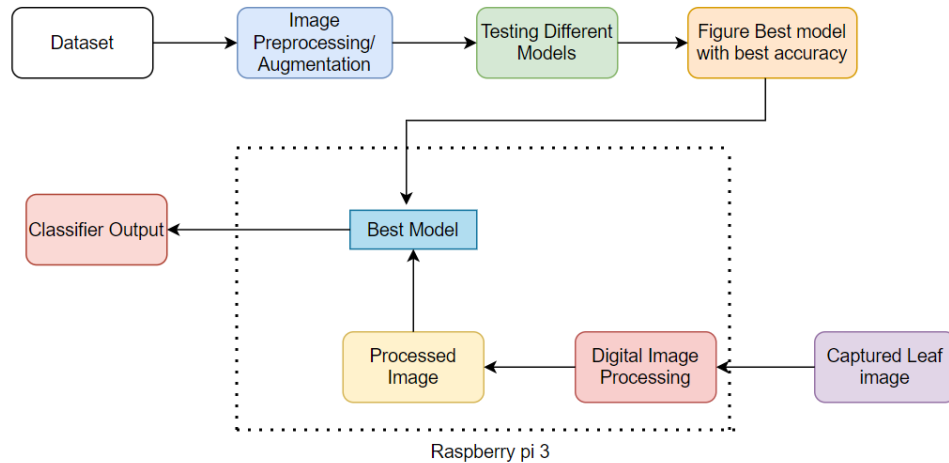 Dataset
Image
Preprocessing/
Augmentation
Testing Different
Models
Figure Best model
with best accuracy
Classifier Output
Best Model
Processed
Image
Digital Image
Processing
Captured Leaf
image
Raspberry pi 3